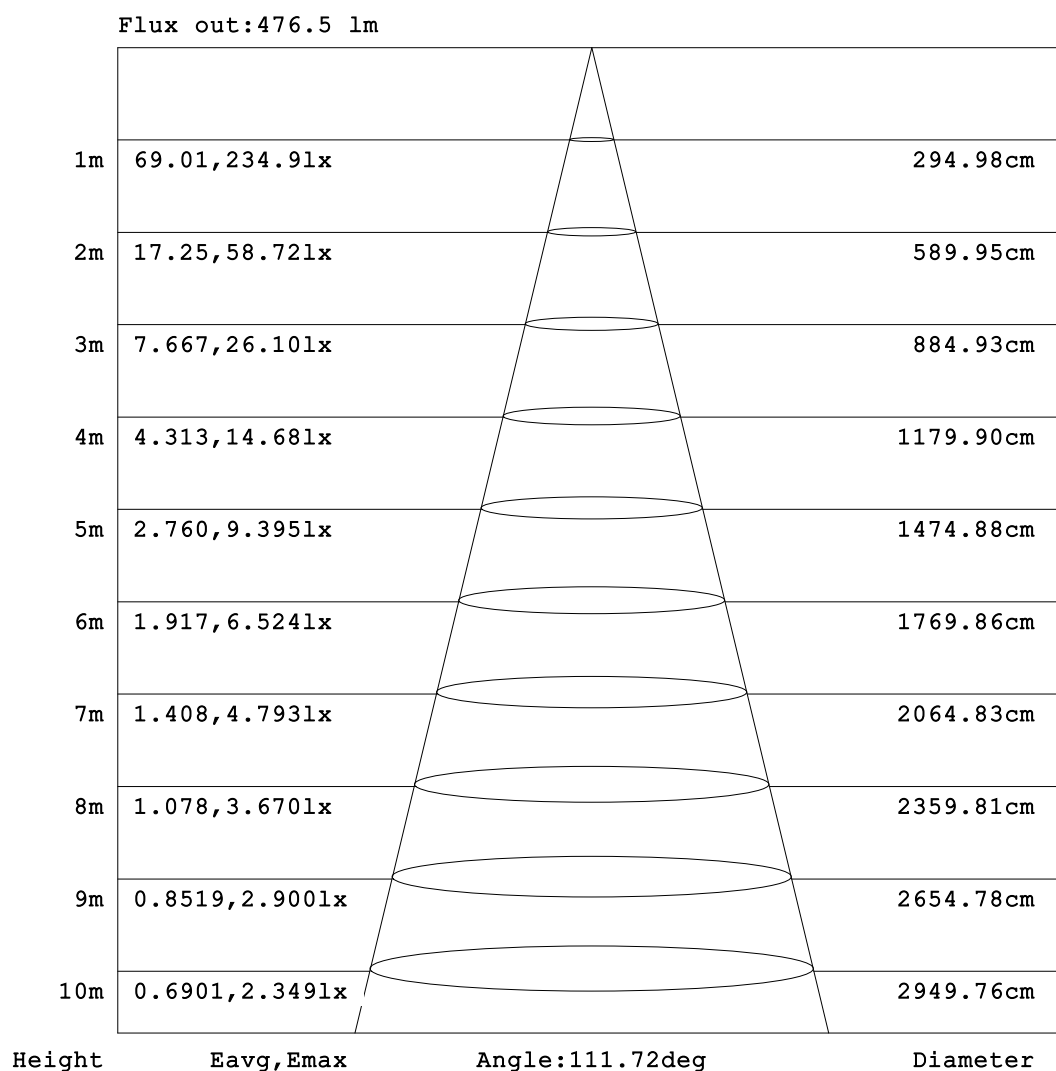 Flux out:476.5 lm
1m 69.01,234.9lx 294.98cm
2m 17.25,58.72lx 589.95cm
3m 7.667,26.10lx 884.93cm
4m 4.313,14.68lx 1179.90cm
5m 2.760,9.395lx 1474.88cm
6m 1.917,6.524lx 1769.86cm
7m 1.408,4.793lx 2064.83cm
8m 1.078,3.670lx 2359.81cm
9m 0.8519,2.900lx 2654.78cm
10m 0.6901,2.349lx 2949.76cm
Height Eavg,Emax Angle:111.72deg Diameter